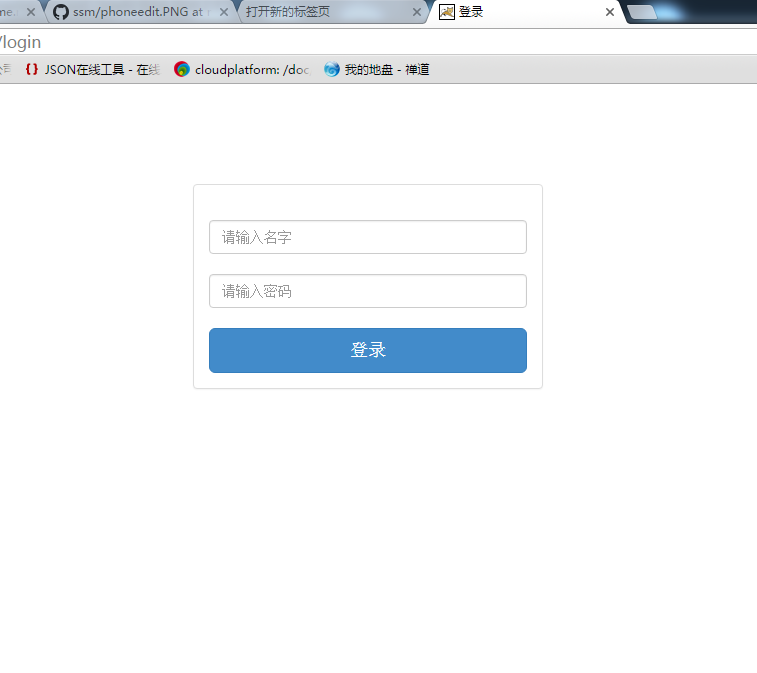 ssm/phoneedit.PNG at
打开新的标签页
登录
/login
JSON在线工具 - 在线
cloudplatform: /doc
我的地盘 - 禅道
请输入名字
请输入密码
登录